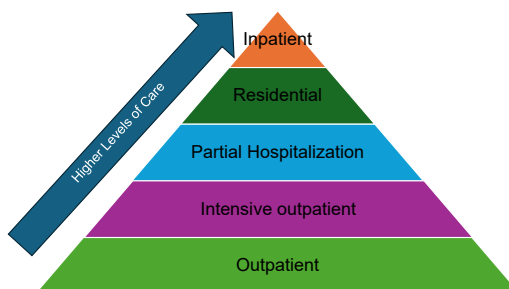 Inpatient
Residential
Partial Hospitalization
Intensive outpatient
Outpatient
Higher Levels of Care